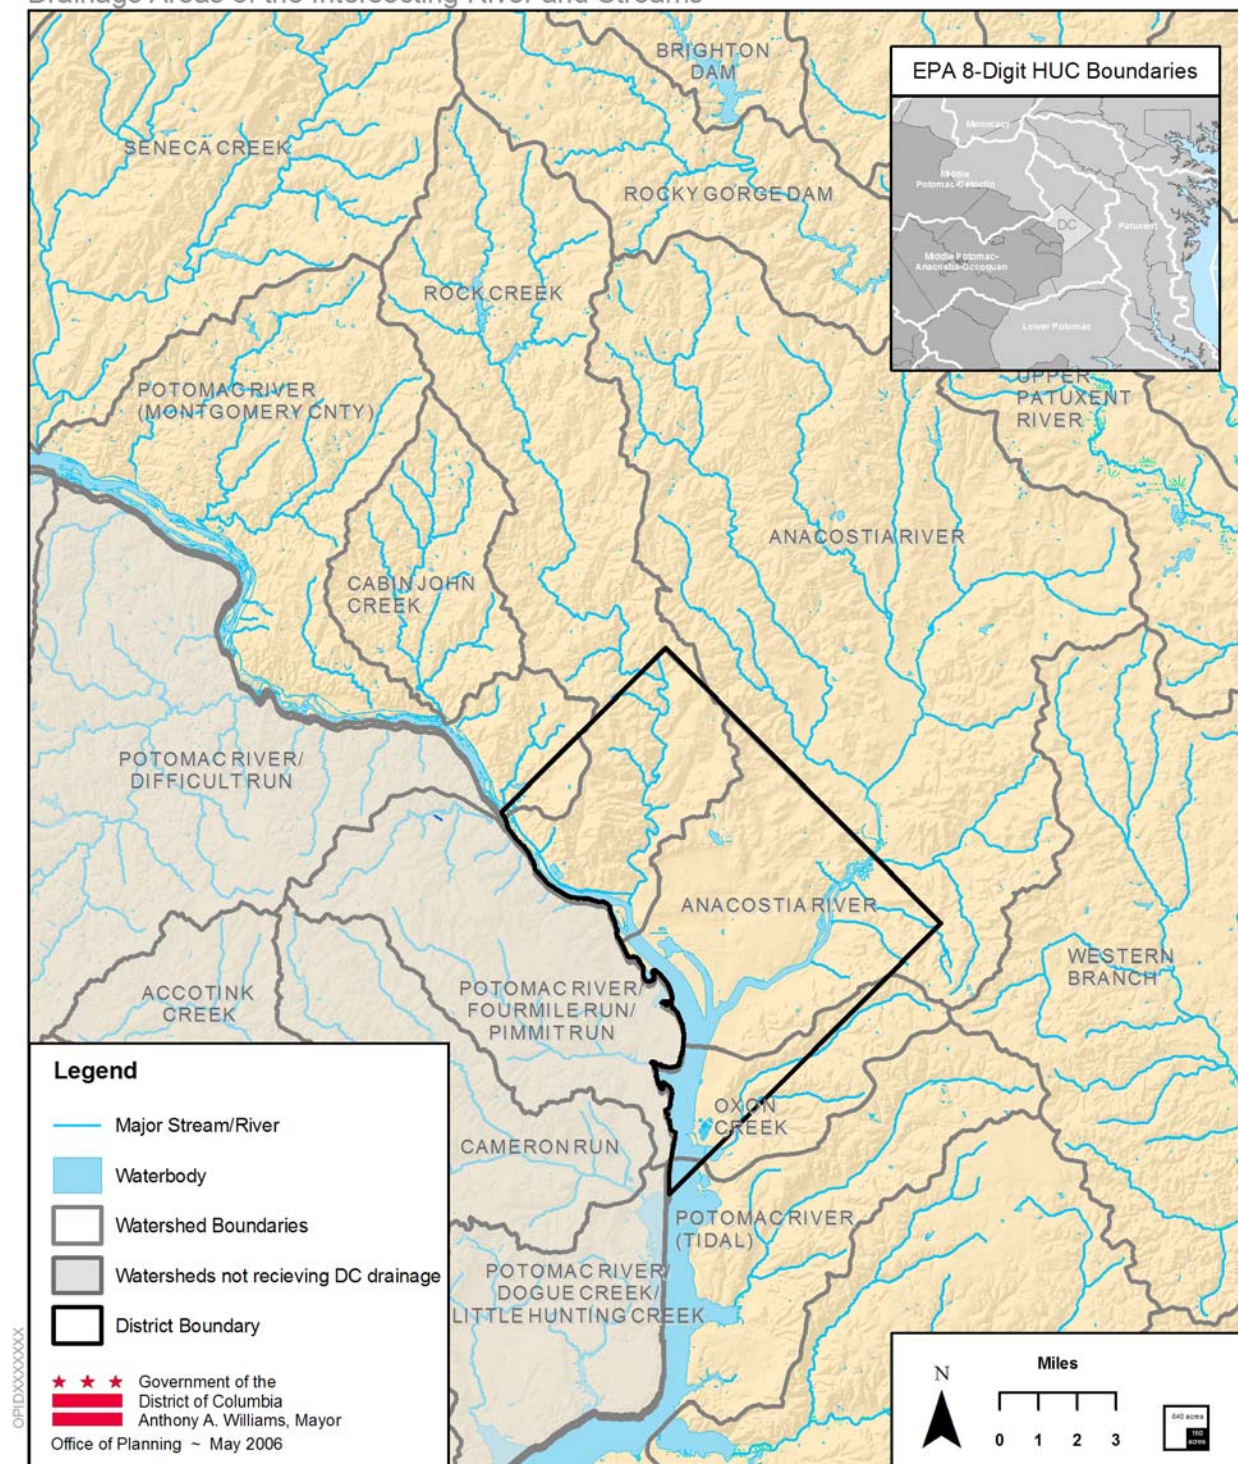 Drainage Areas of the Intersecting River and Streams
BRIGHTON
DAM
EPA 8-Digit HUC Boundaries
Monocacy
Middle
Potomac-Catoctin
DC
Patuxent
Middle Potomac-
Anacostia-Occoquan
Lower Potomac
SENECA CREEK
ROCKY GORGE DAM
ROCK CREEK
POTOMAC RIVER
(MONTGOMERY CNTY)
UPPER
PATUXENT
RIVER
ANACOSTIA RIVER
CABIN JOHN
CREEK
POTOMAC RIVER/
DIFFICULT RUN
ANACOSTIA RIVER
WESTERN
BRANCH
ACCOTINK
CREEK
POTOMAC RIVER/
FOURMILE RUN/
PIMMIT RUN
OXON
CREEK
CAMERON RUN
POTOMAC RIVER
(TIDAL)
POTOMAC RIVER/
DOGUE CREEK/
LITTLE HUNTING CREEK
Legend
Major Stream/River
Waterbody
Watershed Boundaries
Watersheds not recieving DC drainage
District Boundary
Government of the
District of Columbia
Anthony A. Williams, Mayor
Office of Planning ~ May 2006
OPIDXXXXXXX
N
Miles
0 1 2 3
640 acres
160
acres